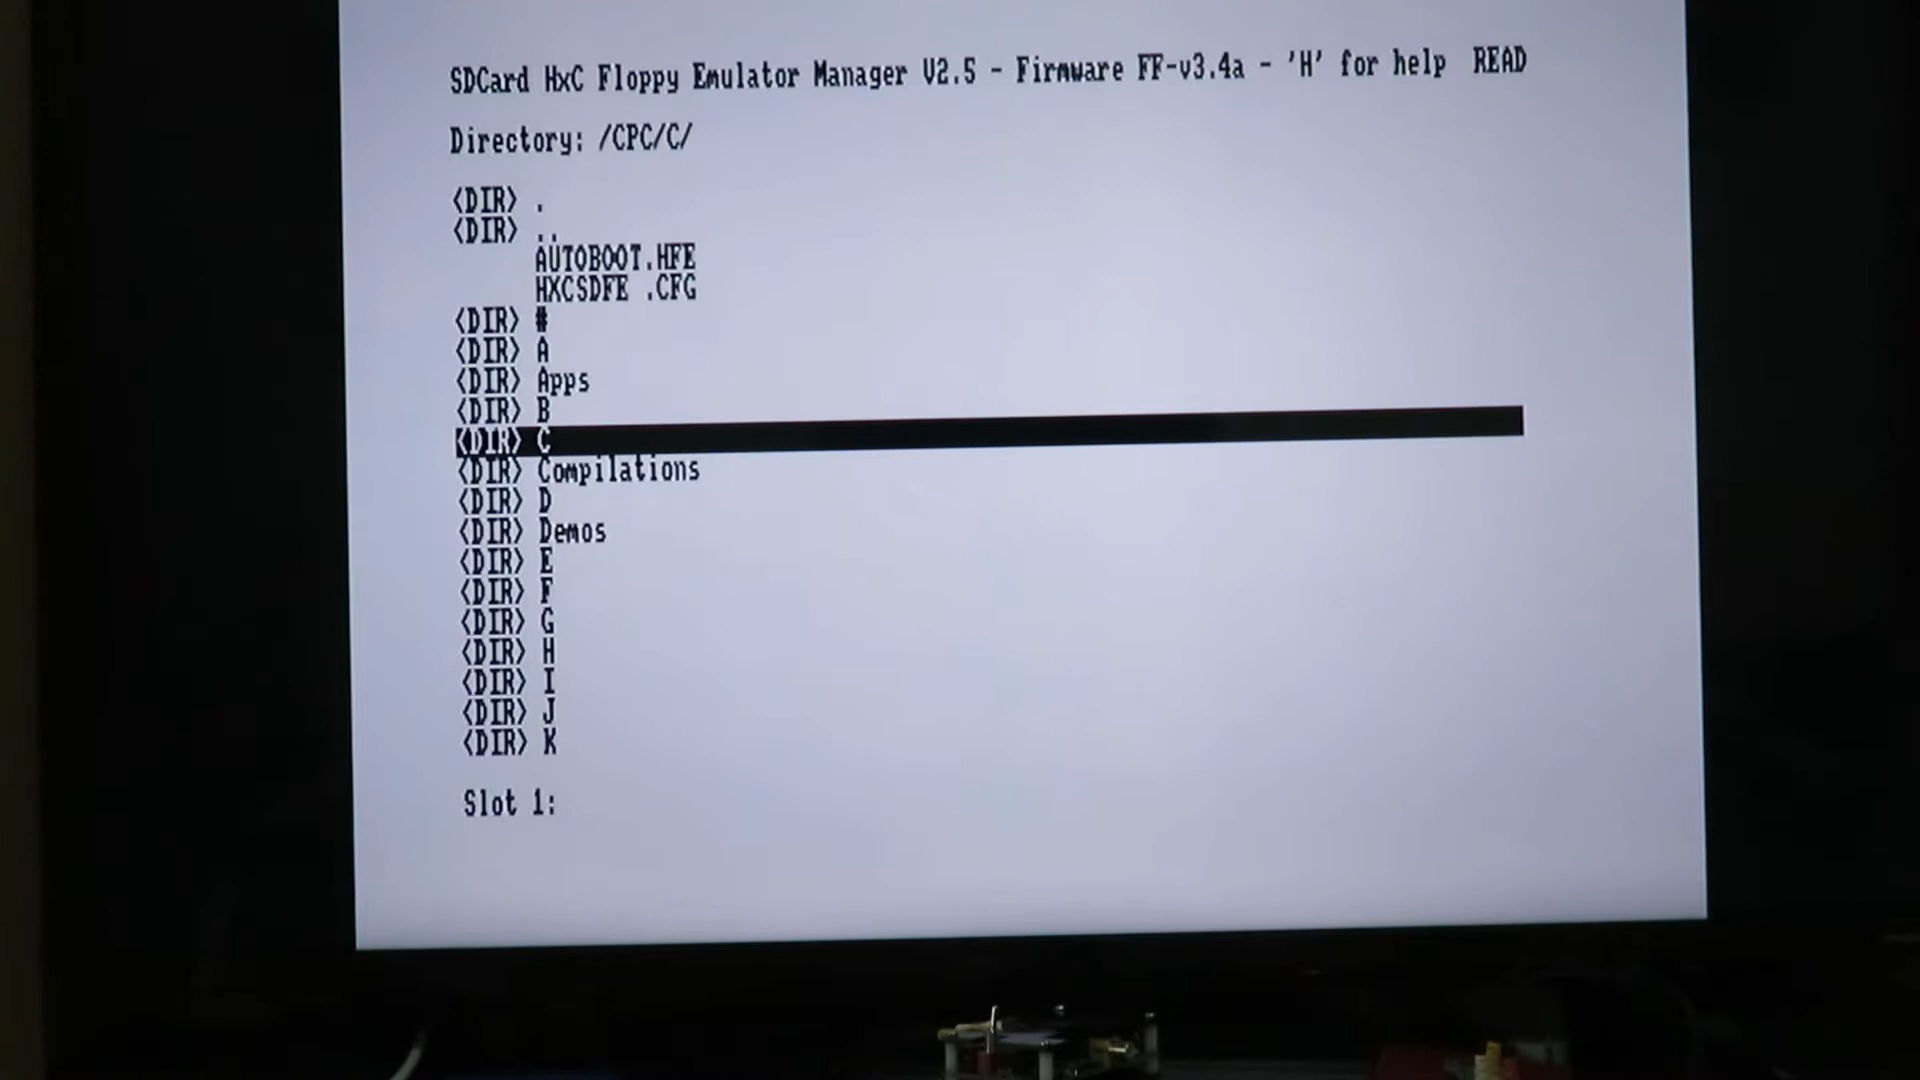 SDCard HxC Floppy Emulator Manager V2.5 - Firmware FF-v3.4a - 'H' for help READ
Directory: /CPC/C/
<DIR> .
<DIR> ..
AUTOBOOT.HFE
HXCSDFE .CFG
<DIR> #
<DIR> A
<DIR> Apps
<DIR> B
<DIR> C
<DIR> Compilations
<DIR> D
<DIR> Demos
<DIR> E
<DIR> F
<DIR> G
<DIR> H
<DIR> I
<DIR> J
<DIR> K
Slot 1: